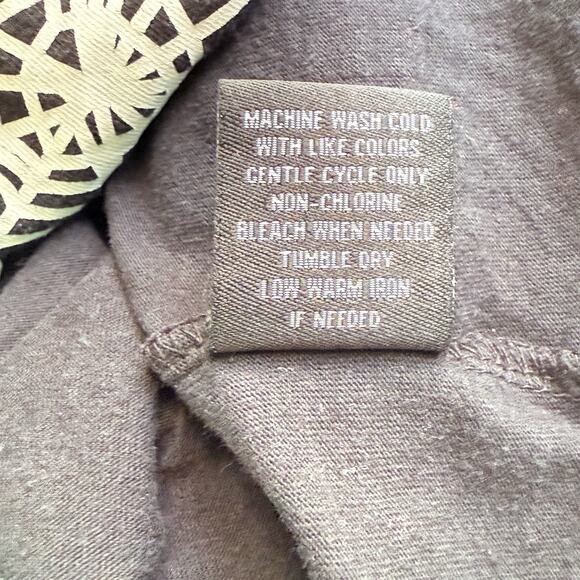 MACHINE WASH COLD
WITH LIKE COLORS
GENTLE CYCLE ONLY
NON-CHLORINE
BLEACH WHEN NEEDED
TUMBLE DRY
LOW WARM IRON
IF NEEDED